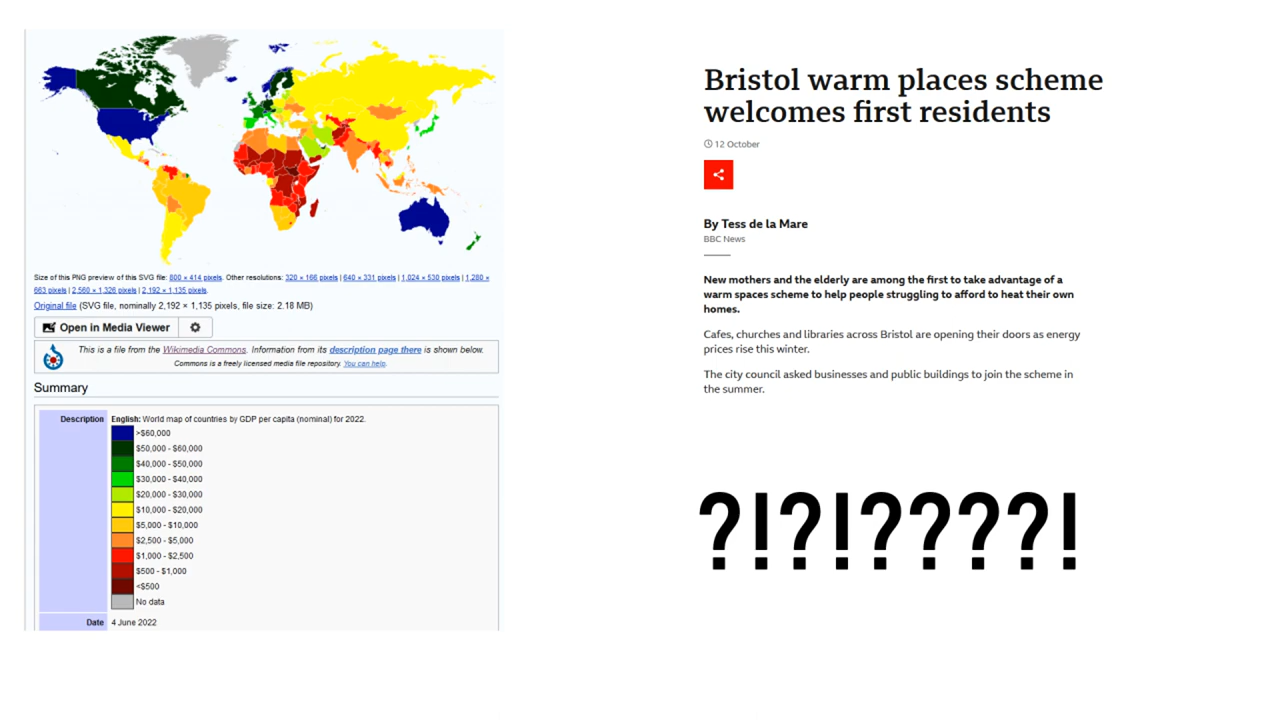 Size of this PNG preview of this SVG file: 800 × 414 pixels. Other resolutions: 320 × 166 pixels | 640 × 331 pixels | 1,024 × 530 pixels | 1,280 ×
663 pixels | 2,560 × 1,326 pixels | 2,192 × 1,135 pixels.
Original file (SVG file, nominally 2,192 × 1,135 pixels, file size: 2.18 MB)
Open in Media Viewer
This is a file from the Wikimedia Commons. Information from its description page there is shown below.
Commons is a freely licensed media file repository. You can help.
Summary
Description English: World map of countries by GDP per capita (nominal) for 2022.
>$60,000
$50,000 - $60,000
$40,000 - $50,000
$30,000 - $40,000
$20,000 - $30,000
$10,000 - $20,000
$5,000 - $10,000
$2,500 - $5,000
$1,000 - $2,500
$500 - $1,000
<$500
No data
Date 4 June 2022
Bristol warm places scheme
welcomes first residents
12 October
By Tess de la Mare
BBC News
New mothers and the elderly are among the first to take advantage of a
warm spaces scheme to help people struggling to afford to heat their own
homes.
Cafes, churches and libraries across Bristol are opening their doors as energy
prices rise this winter.
The city council asked businesses and public buildings to join the scheme in
the summer.
?!?!????!